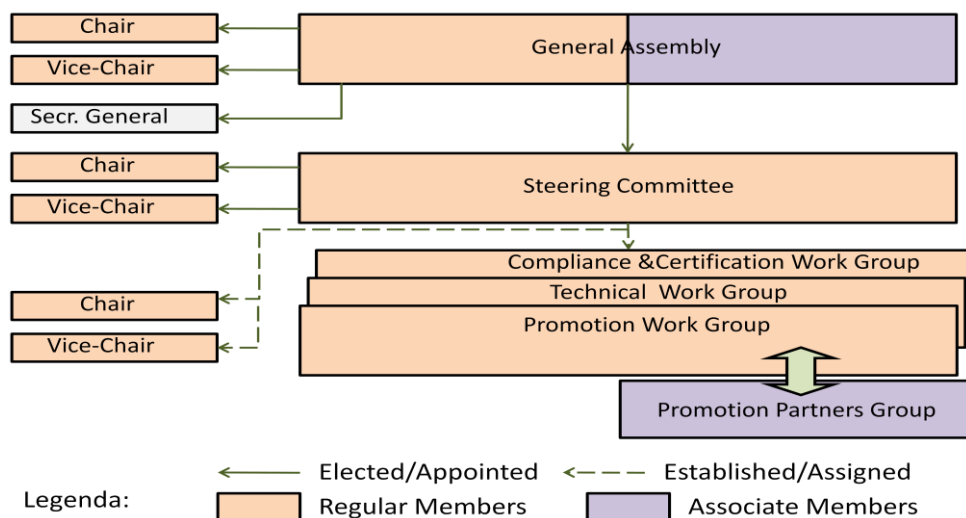 Chair
General Assembly
Vice-Chair
Secr. General
Chair
Steering Committee
Vice-Chair
Compliance &Certification Work Group
Technical Work Group
Chair
Promotion Work Group
Vice-Chair
Promotion Partners Group
Elected/Appointed
Established/Assigned
Legenda:
Regular Members
Associate Members